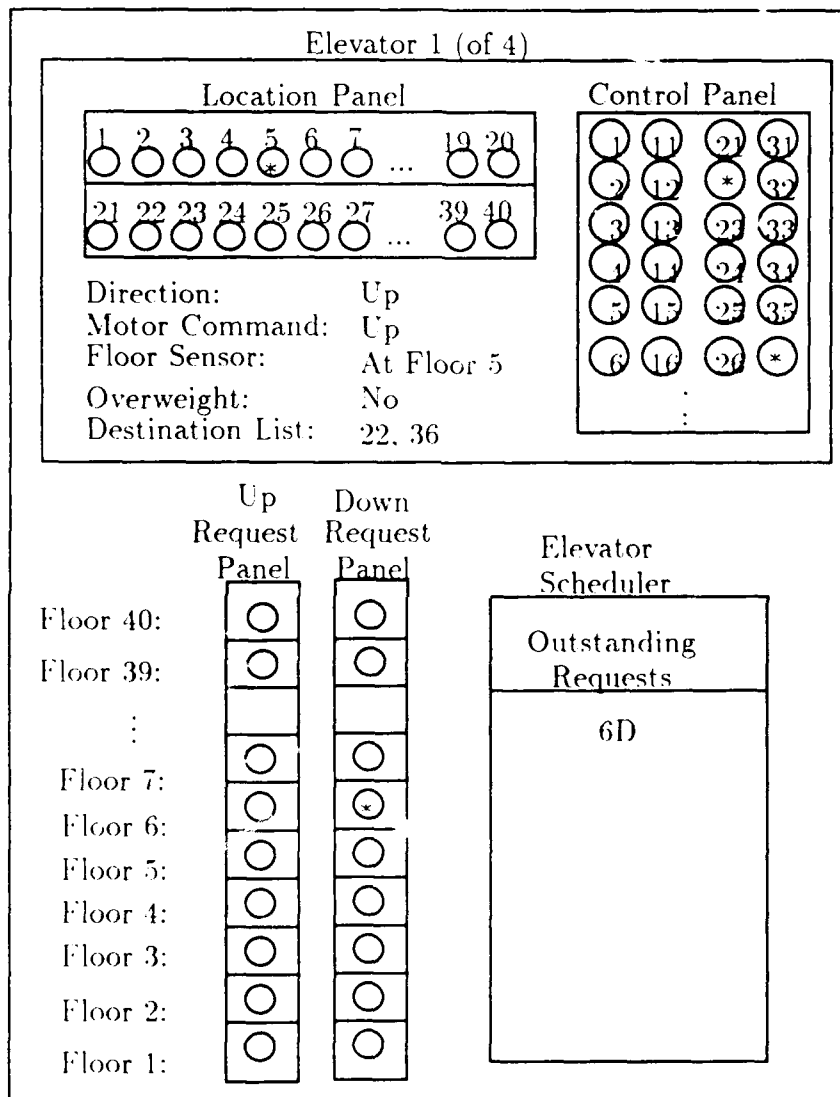 Elevator 1 (of 4)
Location Panel
1 2 3 4 5 6 7 ... 19 20
*
21 22 23 24 25 26 27 ... 39 40
Direction: Up
Motor Command: Up
Floor Sensor: At Floor 5
Overweight: No
Destination List: 22, 36
Control Panel
1 11 21 31
2 12 * 32
3 13 23 33
4 14 24 34
5 15 25 35
6 16 26 *
⋮
Up
Request
Panel
Down
Request
Panel
Floor 40:
Floor 39:
⋮
Floor 7:
Floor 6: *
Floor 5:
Floor 4:
Floor 3:
Floor 2:
Floor 1:
Elevator
Scheduler
Outstanding
Requests
6D